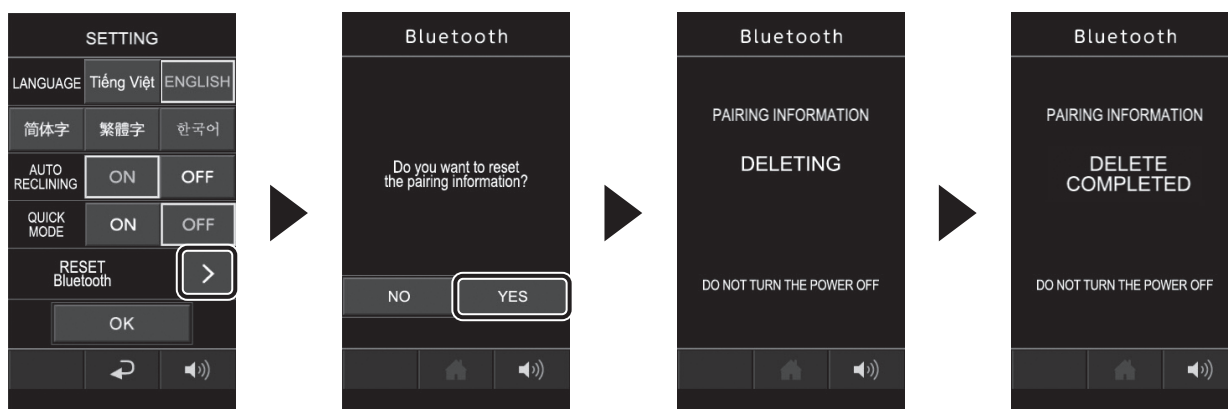 SETTING
LANGUAGE Tiếng Việt ENGLISH
简体字 繁體字 한국어
AUTO
RECLINING ON OFF
QUICK
MODE ON OFF
RESET
Bluetooth >
OK
Bluetooth
Do you want to reset
the pairing information?
NO YES
Bluetooth
PAIRING INFORMATION
DELETING
DO NOT TURN THE POWER OFF
Bluetooth
PAIRING INFORMATION
DELETE
COMPLETED
DO NOT TURN THE POWER OFF